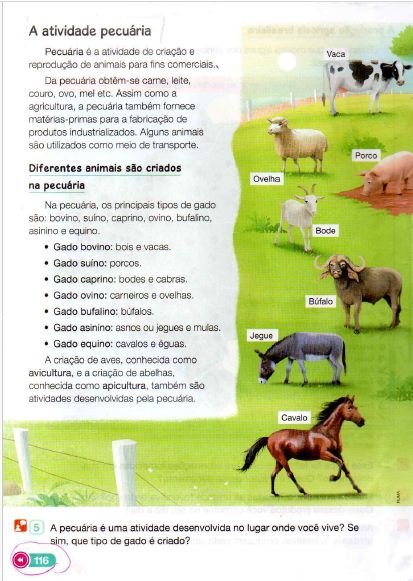 A atividade pecuária
Pecuária é a atividade de criação e
reprodução de animais para fins comerciais.
Da pecuária obtêm-se carne, leite,
couro, ovo, mel etc. Assim como a
agricultura, a pecuária também fornece
matérias-primas para a fabricação de
produtos industrializados. Alguns animais
são utilizados como meio de transporte.
Diferentes animais são criados
na pecuária
Na pecuária, os principais tipos de gado
são: bovino, suíno, caprino, ovino, bufalino,
asinino e equino.
• Gado bovino: bois e vacas.
• Gado suíno: porcos.
• Gado caprino: bodes e cabras.
• Gado ovino: carneiros e ovelhas.
• Gado bufalino: búfalos.
• Gado asinino: asnos ou jegues e mulas.
• Gado equino: cavalos e éguas.
A criação de aves, conhecida como
avicultura, e a criação de abelhas,
conhecida como apicultura, também são
atividades desenvolvidas pela pecuária.
Vaca
Porco
Ovelha
Bode
Búfalo
Jegue
Cavalo
5 A pecuária é uma atividade desenvolvida no lugar onde você vive? Se
sim, que tipo de gado é criado?
116